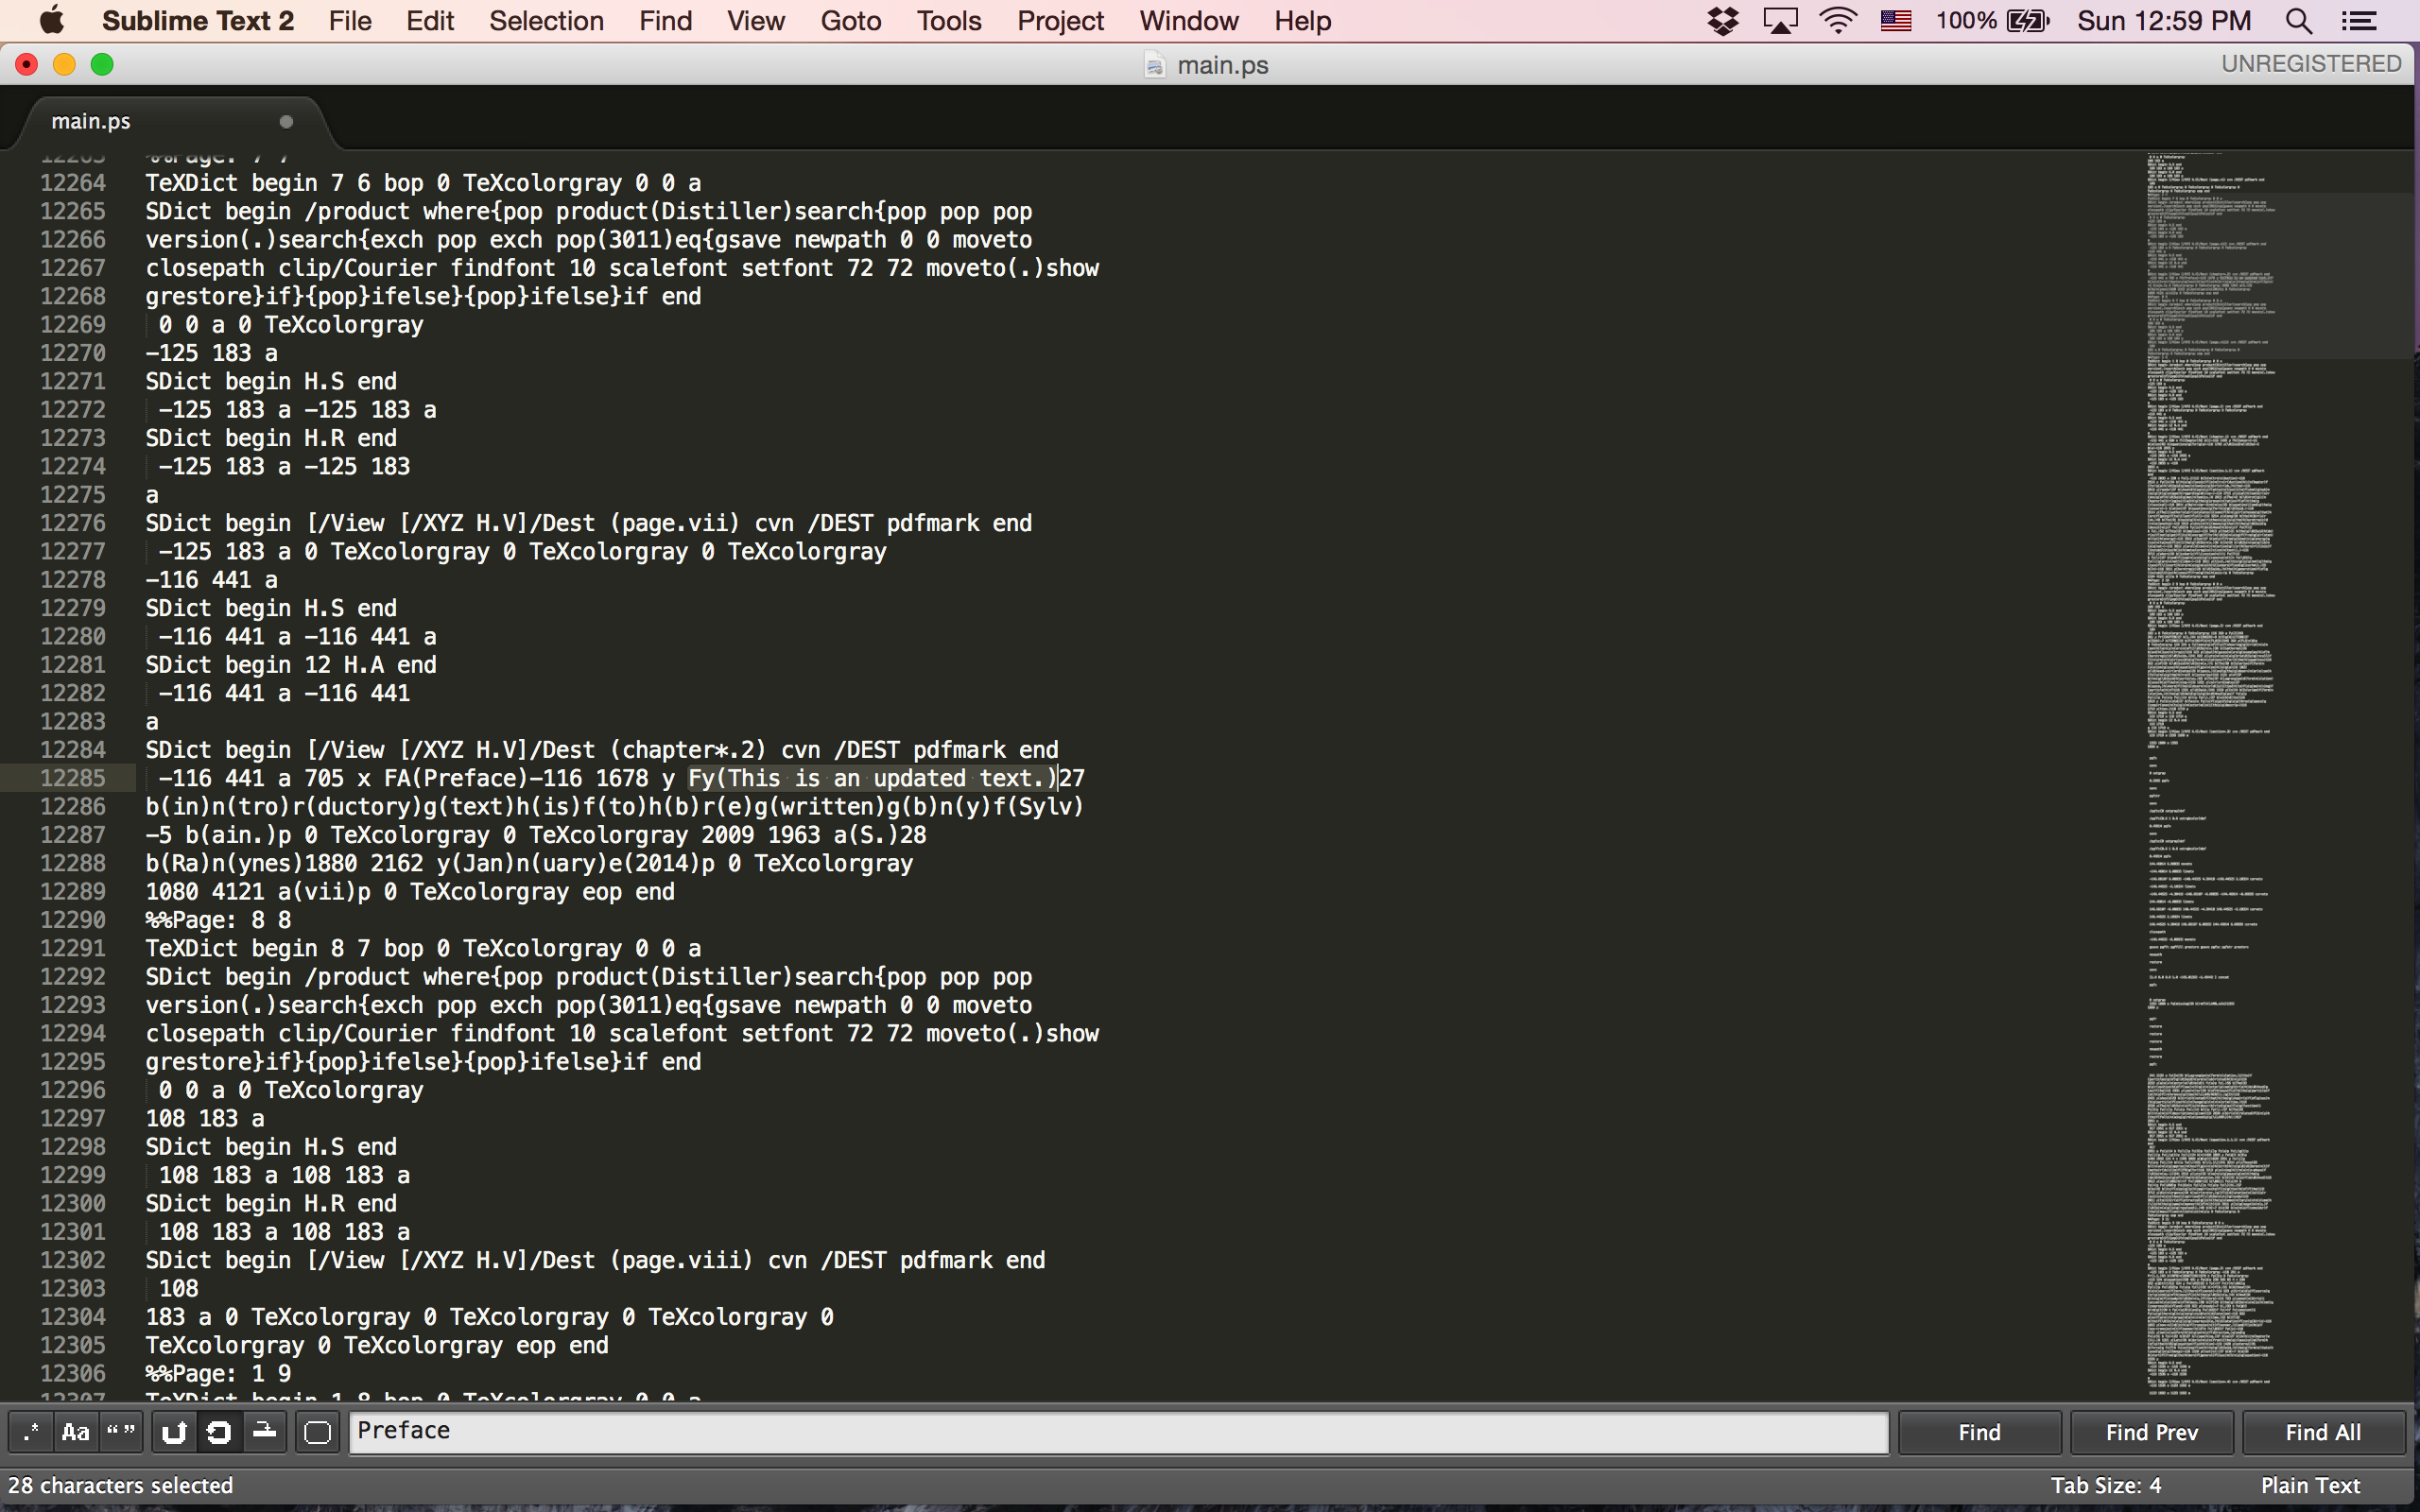 Sublime Text 2 File Edit Selection Find View Goto Tools Project Window Help 100% Sun 12:59 PM
main.ps UNREGISTERED
main.ps
12263 %%Page: 7 7
12264 TeXDict begin 7 6 bop 0 TeXcolorgray 0 0 a
12265 SDict begin /product where{pop product(Distiller)search{pop pop pop
12266 version(.)search{exch pop exch pop(3011)eq{gsave newpath 0 0 moveto
12267 closepath clip/Courier findfont 10 scalefont setfont 72 72 moveto(.)show
12268 grestore}if}{pop}ifelse}{pop}ifelse}if end
12269 0 0 a 0 TeXcolorgray
12270 -125 183 a
12271 SDict begin H.S end
12272 -125 183 a -125 183 a
12273 SDict begin H.R end
12274 -125 183 a -125 183
12275 a
12276 SDict begin [/View [/XYZ H.V]/Dest (page.vii) cvn /DEST pdfmark end
12277 -125 183 a 0 TeXcolorgray 0 TeXcolorgray 0 TeXcolorgray
12278 -116 441 a
12279 SDict begin H.S end
12280 -116 441 a -116 441 a
12281 SDict begin 12 H.A end
12282 -116 441 a -116 441
12283 a
12284 SDict begin [/View [/XYZ H.V]/Dest (chapter*.2) cvn /DEST pdfmark end
12285 -116 441 a 705 x FA(Preface)-116 1678 y Fy(This is an updated text.)27
12286 b(in)n(tro)r(ductory)g(text)h(is)f(to)h(b)r(e)g(written)g(b)n(y)f(Sylv)
12287 -5 b(ain.)p 0 TeXcolorgray 0 TeXcolorgray 2009 1963 a(S.)28
12288 b(Ra)n(ynes)1880 2162 y(Jan)n(uary)e(2014)p 0 TeXcolorgray
12289 1080 4121 a(vii)p 0 TeXcolorgray eop end
12290 %%Page: 8 8
12291 TeXDict begin 8 7 bop 0 TeXcolorgray 0 0 a
12292 SDict begin /product where{pop product(Distiller)search{pop pop pop
12293 version(.)search{exch pop exch pop(3011)eq{gsave newpath 0 0 moveto
12294 closepath clip/Courier findfont 10 scalefont setfont 72 72 moveto(.)show
12295 grestore}if}{pop}ifelse}{pop}ifelse}if end
12296 0 0 a 0 TeXcolorgray
12297 108 183 a
12298 SDict begin H.S end
12299 108 183 a 108 183 a
12300 SDict begin H.R end
12301 108 183 a 108 183 a
12302 SDict begin [/View [/XYZ H.V]/Dest (page.viii) cvn /DEST pdfmark end
12303 108
12304 183 a 0 TeXcolorgray 0 TeXcolorgray 0 TeXcolorgray 0
12305 TeXcolorgray 0 TeXcolorgray eop end
12306 %%Page: 1 9
12307 TeXDict begin 1 8 bop 0 TeXcolorgray 0 0 a
.* Aa “” Preface Find Find Prev Find All
28 characters selected Tab Size: 4 Plain Text